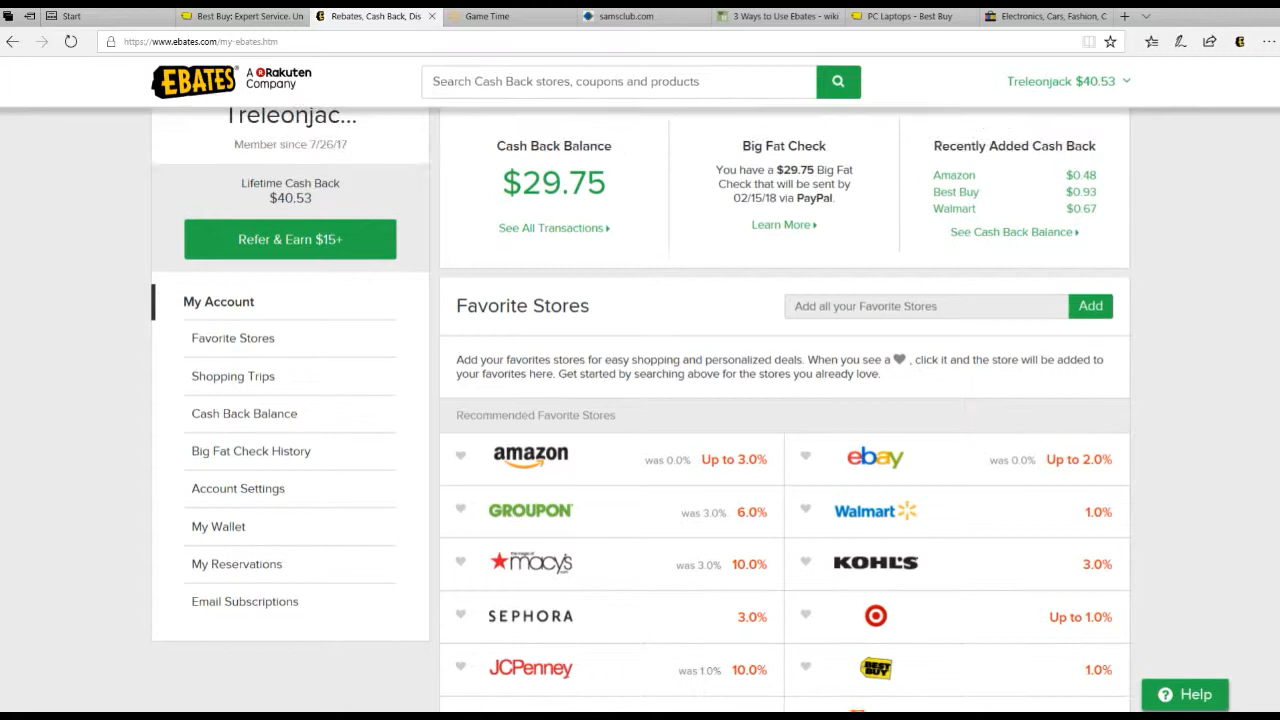 Start
Best Buy: Expert Service. Un
Rebates, Cash Back, Dis
Game Time
samsclub.com
3 Ways to Use Ebates - wiki
PC Laptops - Best Buy
Electronics, Cars, Fashion, C
https://www.ebates.com/my-ebates.htm
EBATES
A Rakuten
Company
Search Cash Back stores, coupons and products
Treleonjack $40.53
Treleonjac...
Member since 7/26/17
Lifetime Cash Back
$40.53
Refer & Earn $15+
My Account
Favorite Stores
Shopping Trips
Cash Back Balance
Big Fat Check History
Account Settings
My Wallet
My Reservations
Email Subscriptions
Cash Back Balance
$29.75
See All Transactions
Big Fat Check
You have a $29.75 Big Fat
Check that will be sent by
02/15/18 via PayPal.
Learn More
Recently Added Cash Back
Amazon $0.48
Best Buy $0.93
Walmart $0.67
See Cash Back Balance
Favorite Stores
Add all your Favorite Stores
Add
Add your favorites stores for easy shopping and personalized deals. When you see a , click it and the store will be added to
your favorites here. Get started by searching above for the stores you already love.
Recommended Favorite Stores
amazon was 0.0% Up to 3.0%
ebay was 0.0% Up to 2.0%
GROUPON was 3.0% 6.0%
Walmart 1.0%
the magic of macy's .com was 3.0% 10.0%
KOHL'S 3.0%
SEPHORA 3.0%
Up to 1.0%
JCPenney was 1.0% 10.0%
BEST BUY 1.0%
Help